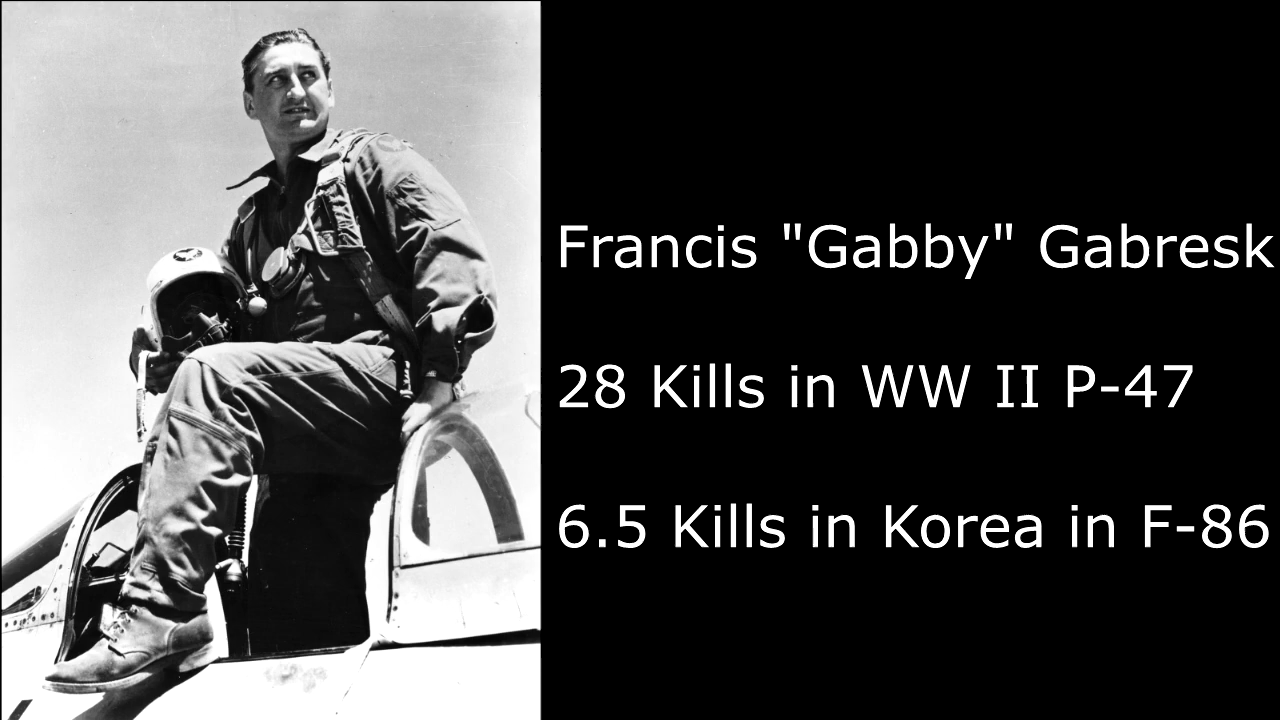 Francis "Gabby" Gabresk
28 Kills in WW II P-47
6.5 Kills in Korea in F-86